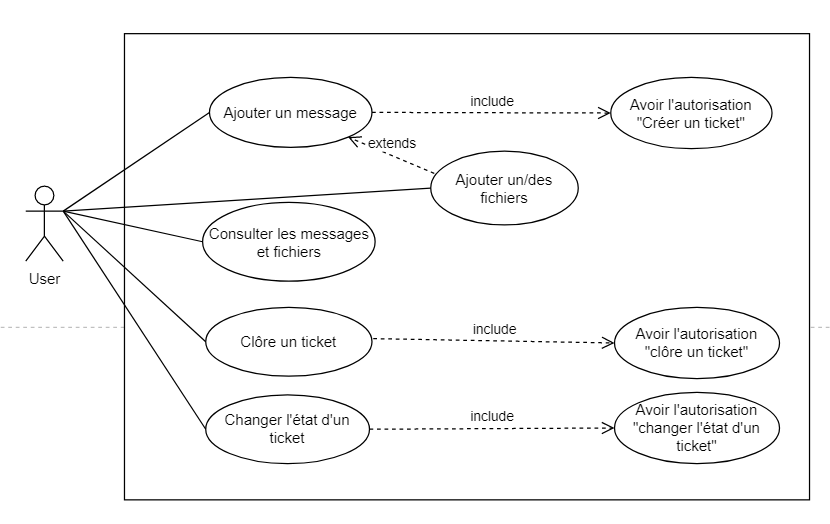 Ajouter un message
include
Avoir l'autorisation
"Créer un ticket"
extends
Ajouter un/des
fichiers
User
Consulter les messages
et fichiers
Clôre un ticket
include
Avoir l'autorisation
"clôre un ticket"
Changer l'état d'un
ticket
include
Avoir l'autorisation
"changer l'état d'un
ticket"